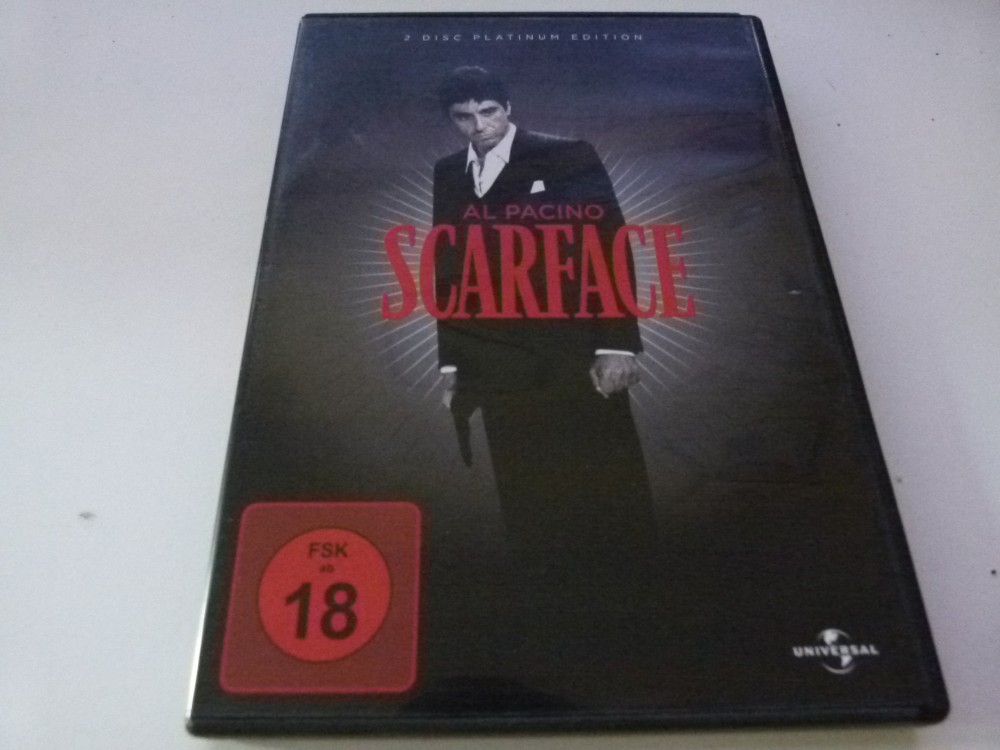 2 DISC PLATINUM EDITION
AL PACINO
SCARFACE
FSK
ab
18
UNIVERSAL